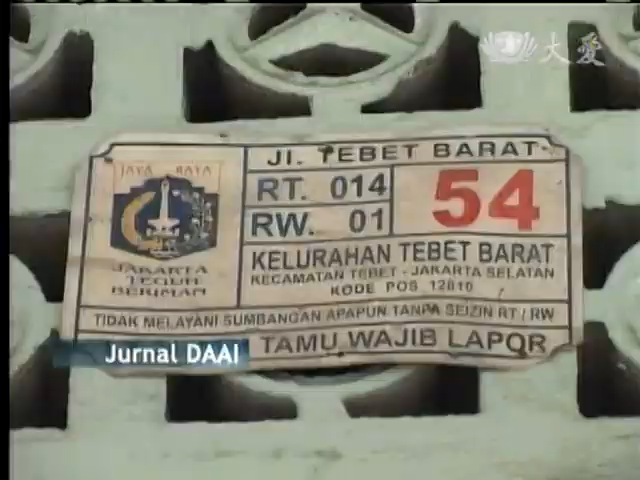 大愛
JI. TEBET BARAT
RT. 014
54
RW. 01
JAYA RAYA
JAKARTA
TEGUH
BERIMAN
KELURAHAN TEBET BARAT
KECAMATAN TEBET - JAKARTA SELATAN
KODE POS 12810
TIDAK MELAYANI SUMBANGAN APAPUN TANPA SEIZIN RT / RW
TAMU WAJIB LAPOR
Jurnal DAAI